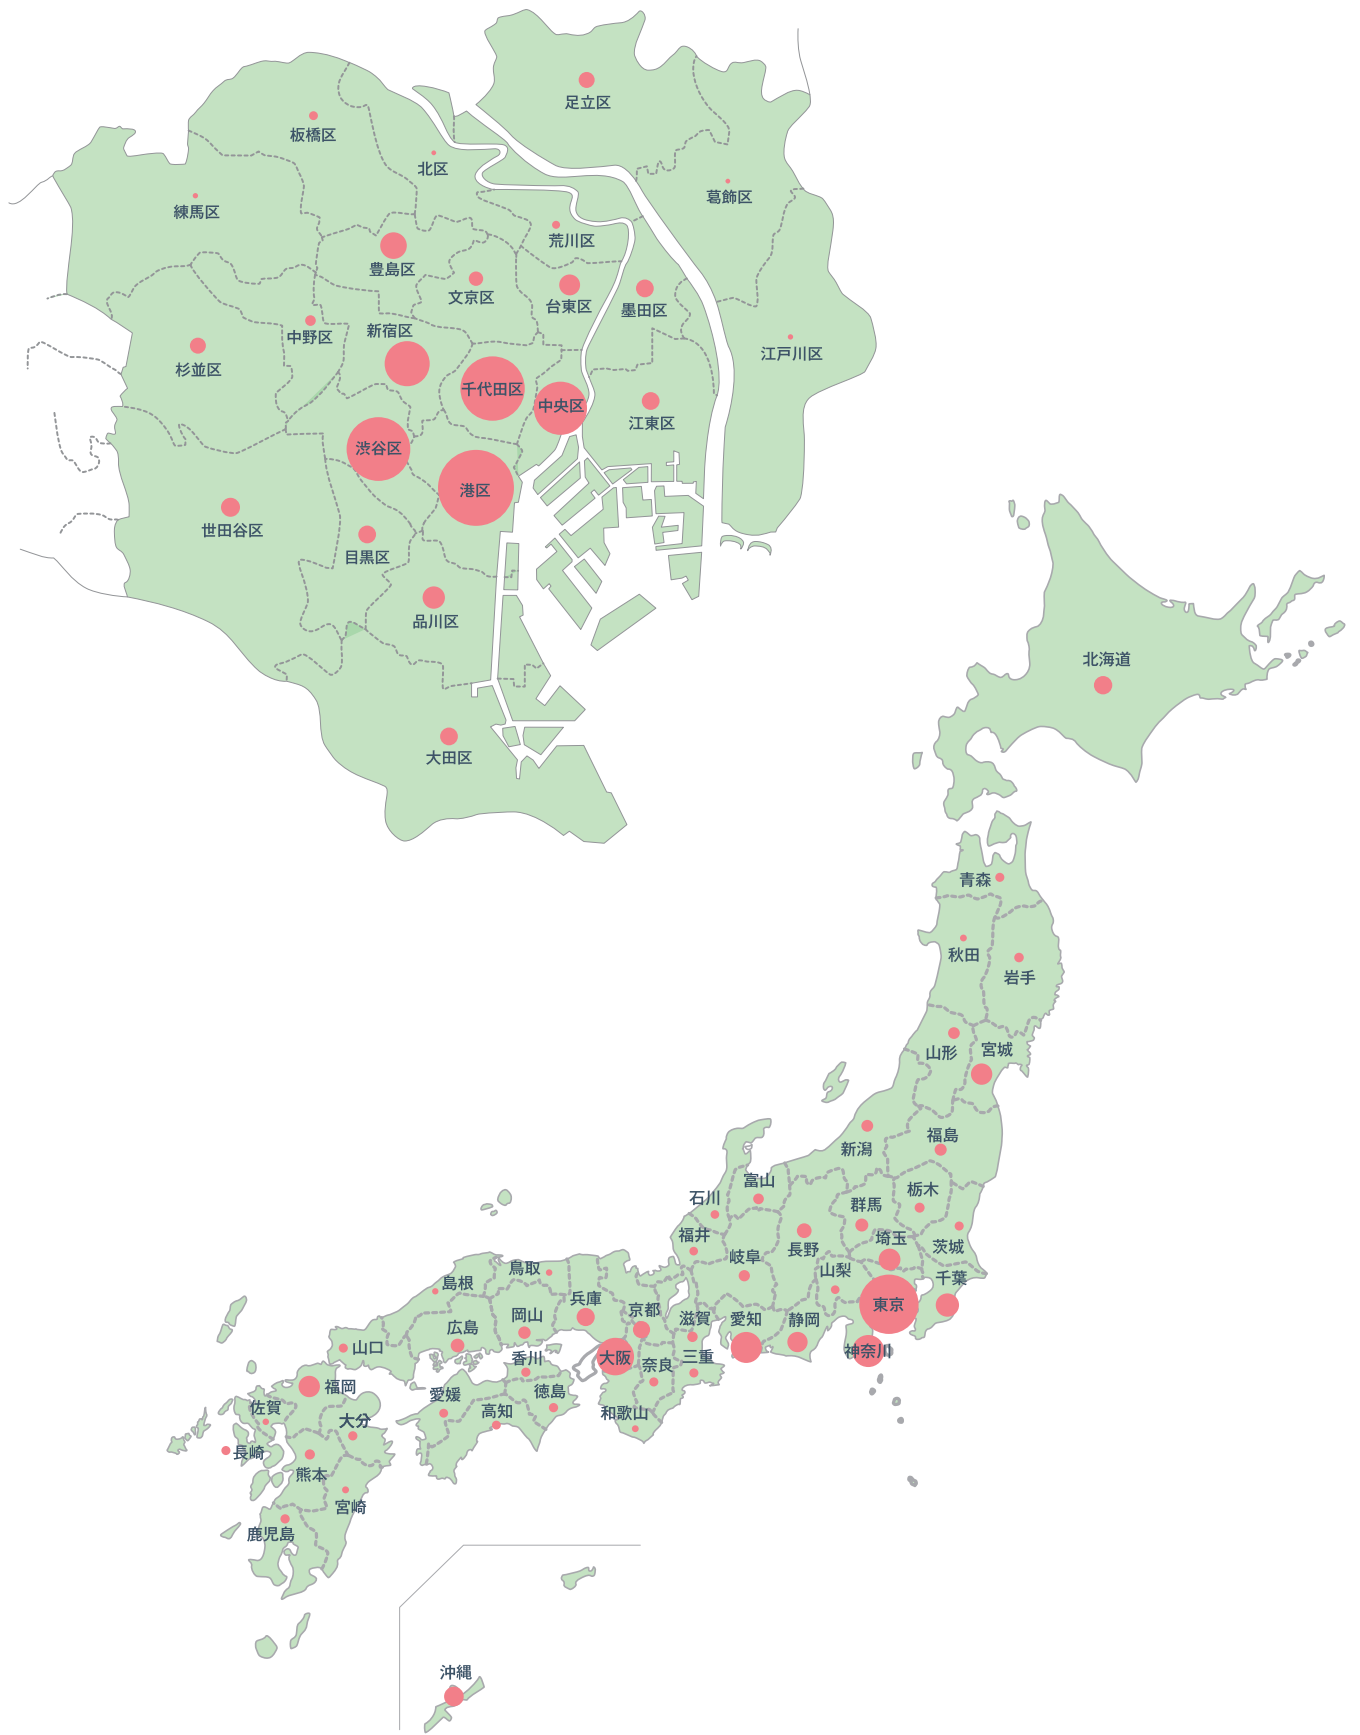 足立区
板橋区
北区
葛飾区
練馬区
荒川区
豊島区
文京区
台東区
墨田区
新宿区
中野区
江戸川区
杉並区
千代田区
中央区
江東区
渋谷区
港区
世田谷区
目黒区
品川区
大田区
北海道
青森
秋田
岩手
山形
宮城
新潟
福島
富山
石川
群馬
栃木
福井
岐阜
長野
埼玉
茨城
山梨
千葉
鳥取
島根
兵庫
岡山
京都
滋賀
愛知
静岡
東京
広島
山口
香川
大阪
奈良
三重
神奈川
福岡
愛媛
徳島
佐賀
高知
和歌山
大分
長崎
熊本
宮崎
鹿児島
沖縄